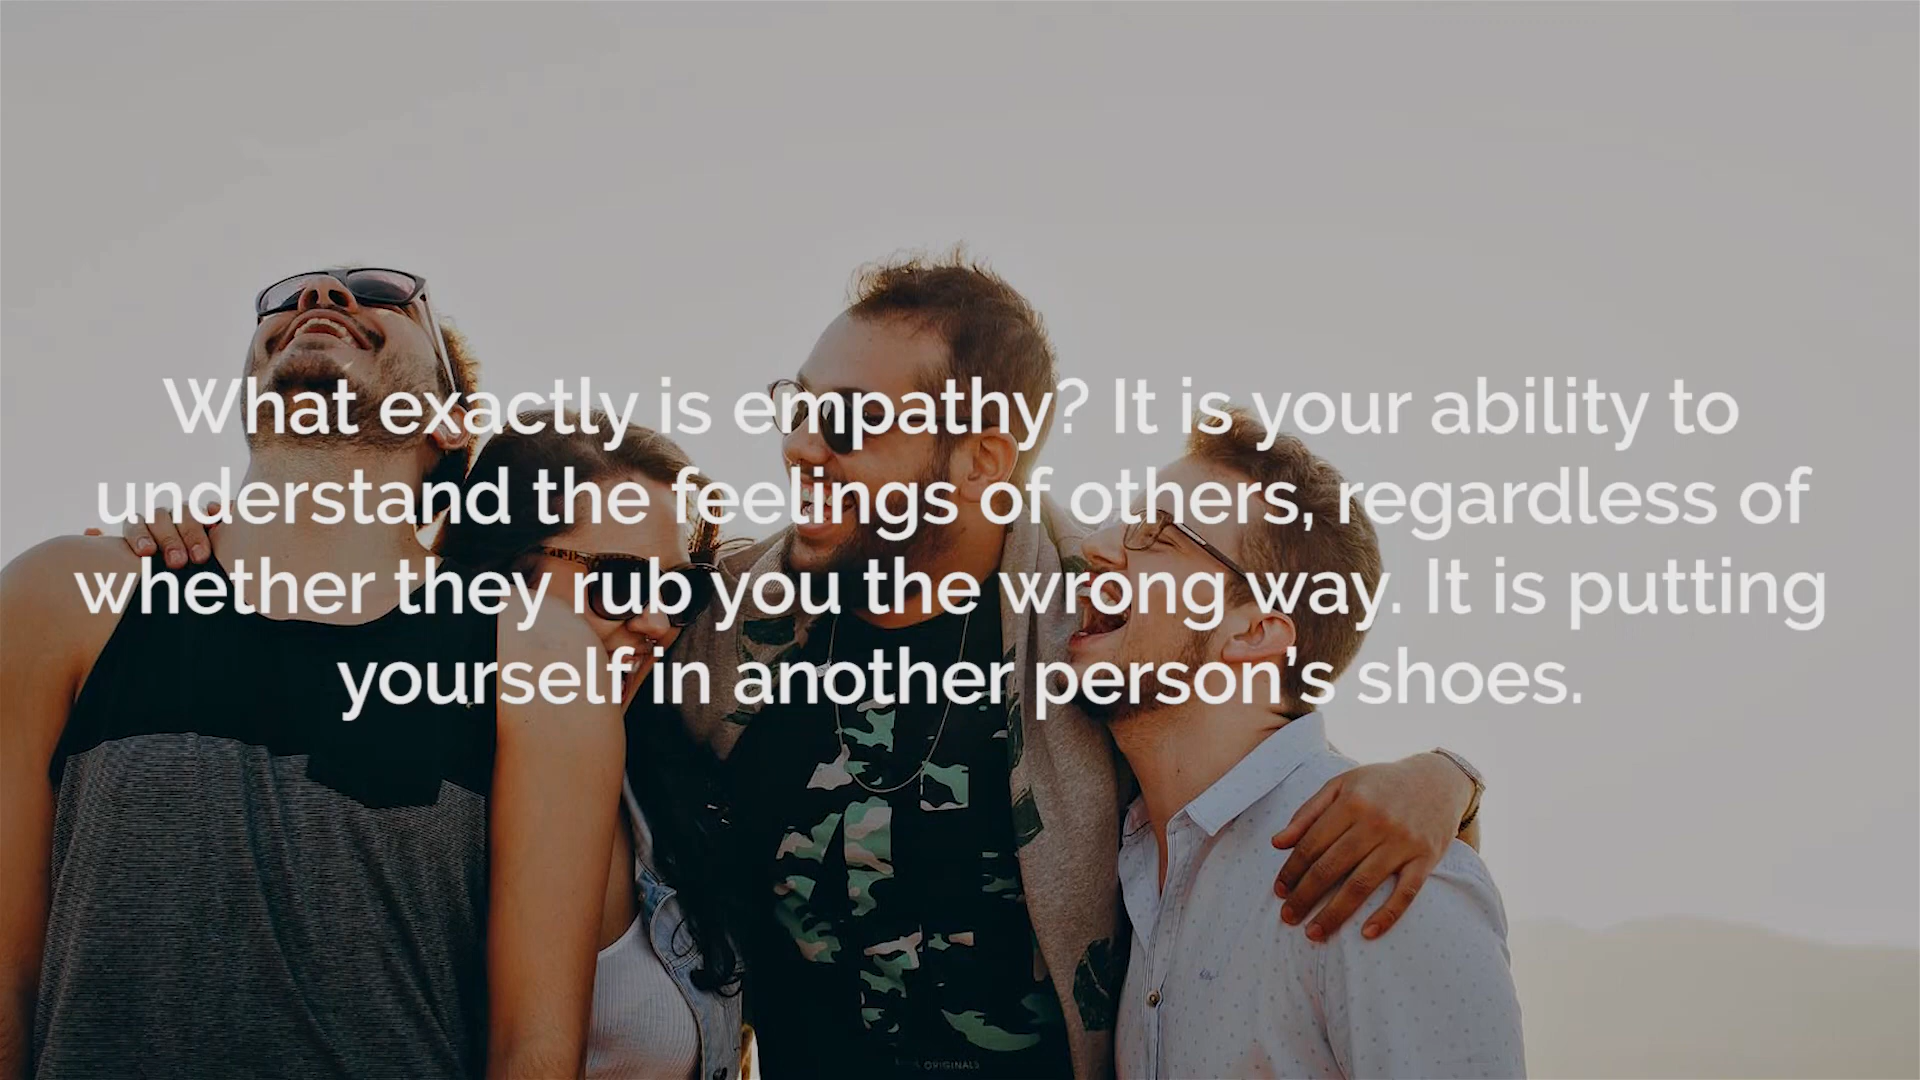 What exactly is empathy? It is your ability to
understand the feelings of others, regardless of
whether they rub you the wrong way. It is putting
yourself in another person’s shoes.
ORIGINALS